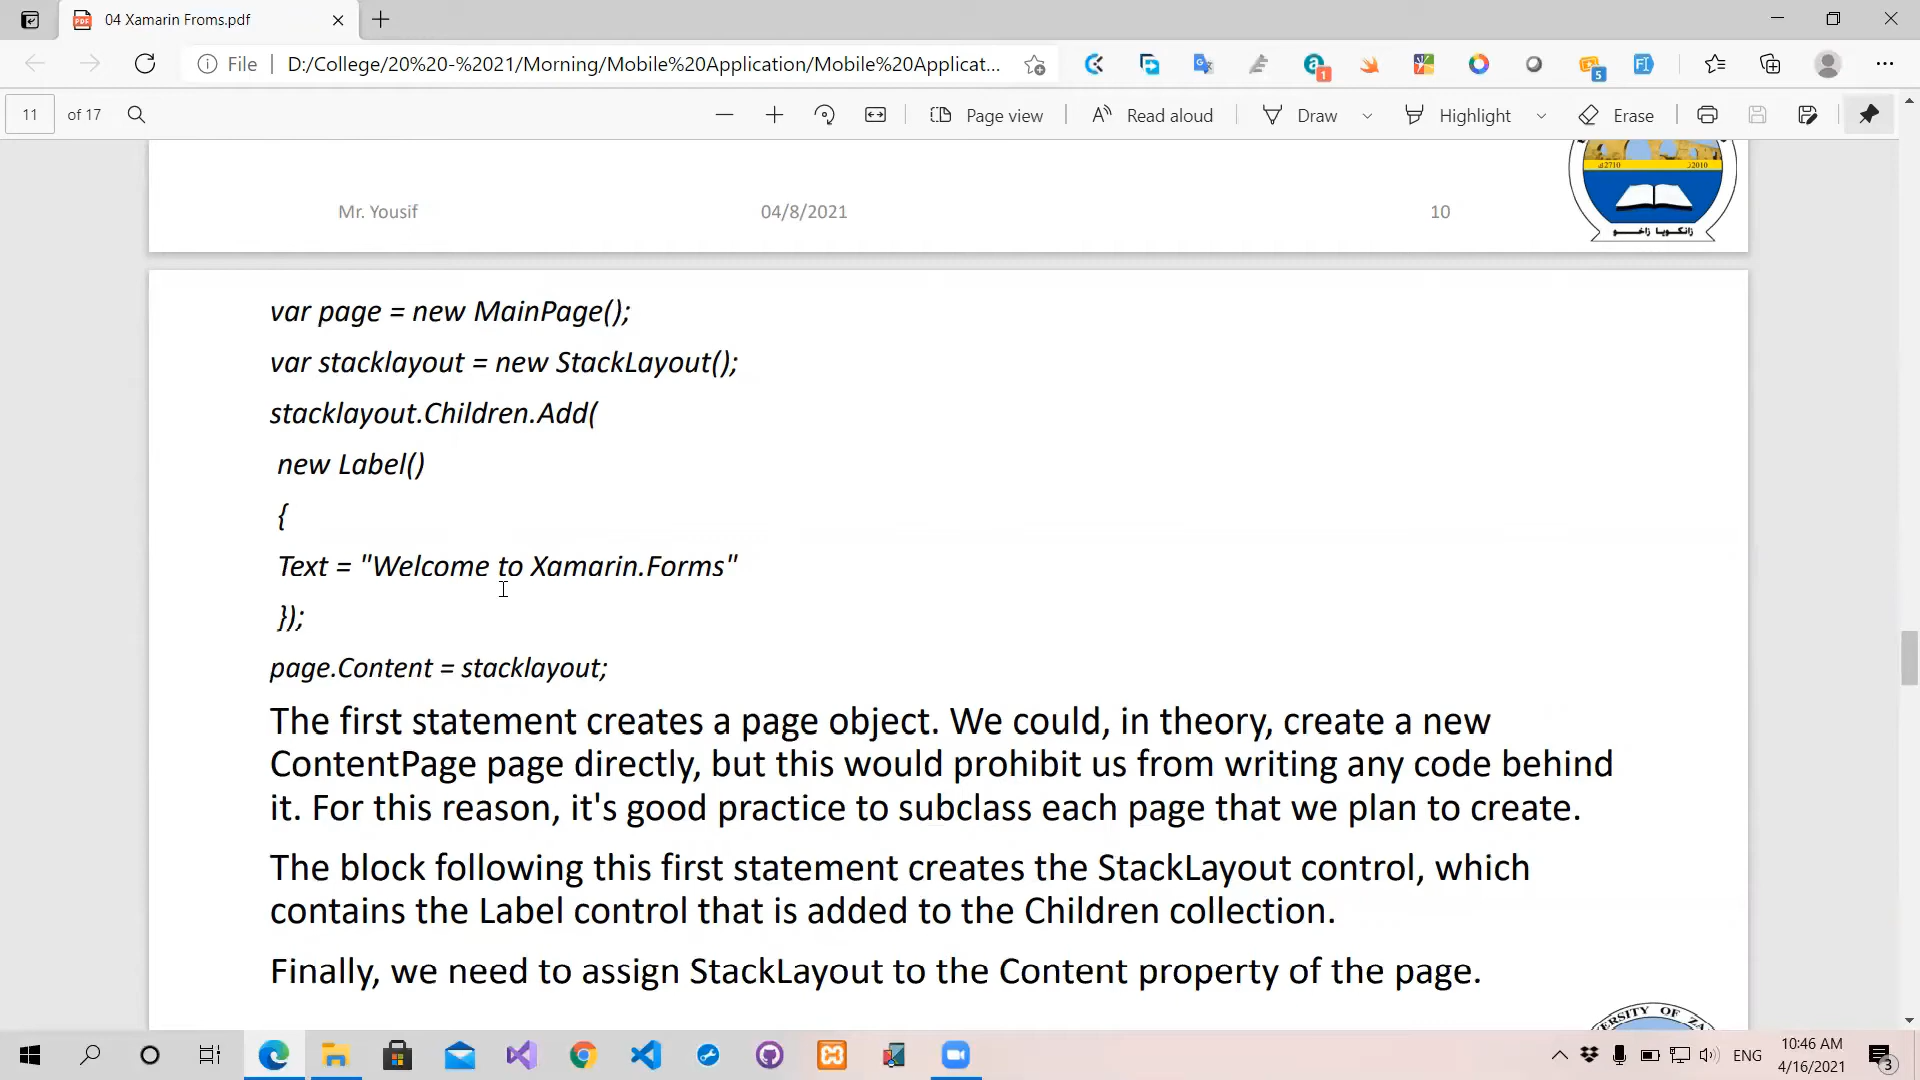 04 Xamarin Froms.pdf
File
D:/College/20%20-%2021/Morning/Mobile%20Application/Mobile%20Applicat...
1
5
11 of 17
Page view
Read aloud
Draw
Highlight
Erase
2710
2010
زانكويا زاخـــو
Mr. Yousif
04/8/2021
10
var page = new MainPage();
var stacklayout = new StackLayout();
stacklayout.Children.Add(
new Label()
{
Text = "Welcome to Xamarin.Forms"
});
page.Content = stacklayout;
The first statement creates a page object. We could, in theory, create a new
ContentPage page directly, but this would prohibit us from writing any code behind
it. For this reason, it's good practice to subclass each page that we plan to create.
The block following this first statement creates the StackLayout control, which
contains the Label control that is added to the Children collection.
Finally, we need to assign StackLayout to the Content property of the page.
ENG
10:46 AM
4/16/2021
3